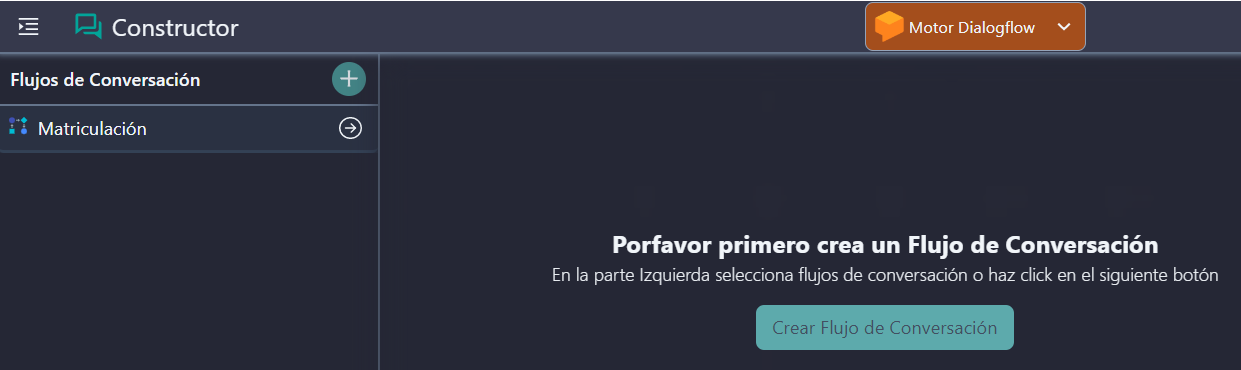 Constructor
Motor Dialogflow
Flujos de Conversación
Matriculación
Porfavor primero crea un Flujo de Conversación
En la parte Izquierda selecciona flujos de conversación o haz click en el siguiente botón
Crear Flujo de Conversación